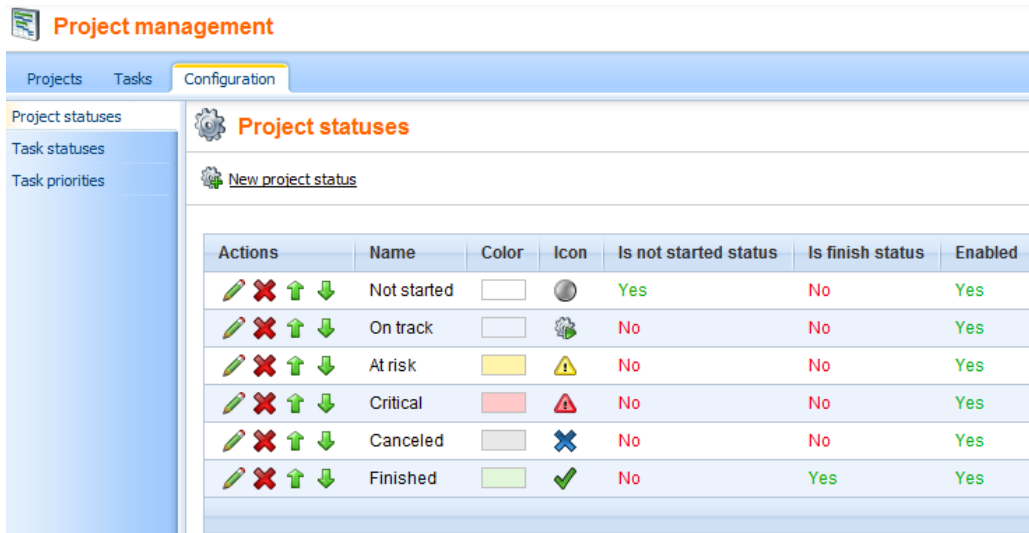 Project management
Projects Tasks Configuration
Project statuses
Task statuses
Task priorities
Project statuses
New project status
Actions Name Color Icon Is not started status Is finish status Enabled
Not started Yes No Yes
On track No No Yes
At risk No No Yes
Critical No No Yes
Canceled No No Yes
Finished No Yes Yes